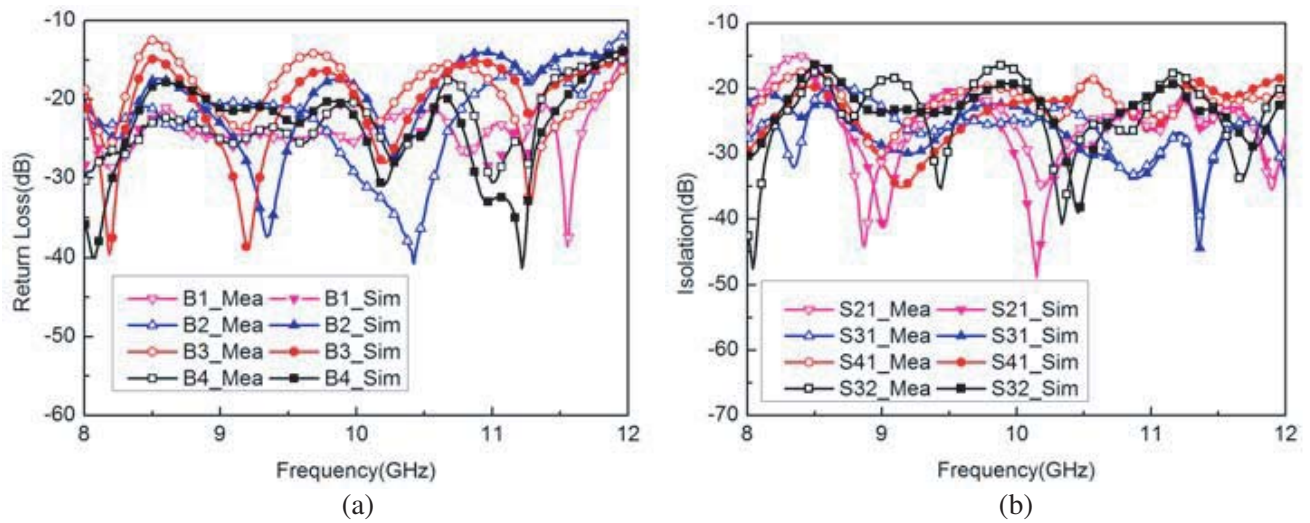 -10
-20
-30
-40
-50
-60
Return Loss(dB)
B1_Mea B1_Sim
B2_Mea B2_Sim
B3_Mea B3_Sim
B4_Mea B4_Sim
8 9 10 11 12
Frequency(GHz)
(a)
-10
-20
-30
-40
-50
-60
-70
Isolation(dB)
S21_Mea S21_Sim
S31_Mea S31_Sim
S41_Mea S41_Sim
S32_Mea S32_Sim
8 9 10 11 12
Frequency(GHz)
(b)